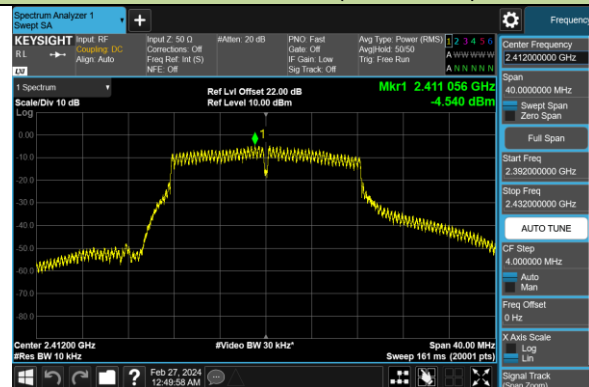 Spectrum Analyzer 1
Swept SA
+
Frequency
KEYSIGHT
RL
LXI
Input: RF
Coupling: DC
Align: Auto
Input Z: 50 Ω
Corrections: Off
Freq Ref: Int (S)
NFE: Off
#Atten: 20 dB
PNO: Fast
Gate: Off
IF Gain: Low
Sig Track: Off
Avg Type: Power (RMS)
Avg|Hold: 50/50
Trig: Free Run
1 2 3 4 5 6
A W W W W W
A N N N N N
1 Spectrum
Scale/Div 10 dB
Log
Ref Lvl Offset 22.00 dB
Ref Level 10.00 dBm
Mkr1 2.411 056 GHz
-4.540 dBm
1
0.00
-10.0
-20.0
-30.0
-40.0
-50.0
-60.0
-70.0
-80.0
Center 2.41200 GHz
#Res BW 10 kHz
#Video BW 30 kHz*
Span 40.00 MHz
Sweep 161 ms (20001 pts)
Center Frequency
2.412000000 GHz
Span
40.0000000 MHz
Swept Span
Zero Span
Full Span
Start Freq
2.392000000 GHz
Stop Freq
2.432000000 GHz
AUTO TUNE
CF Step
4.000000 MHz
Auto
Man
Freq Offset
0 Hz
X Axis Scale
Log
Lin
Signal Track
(Span Zoom)
?
Feb 27, 2024
12:49:58 AM